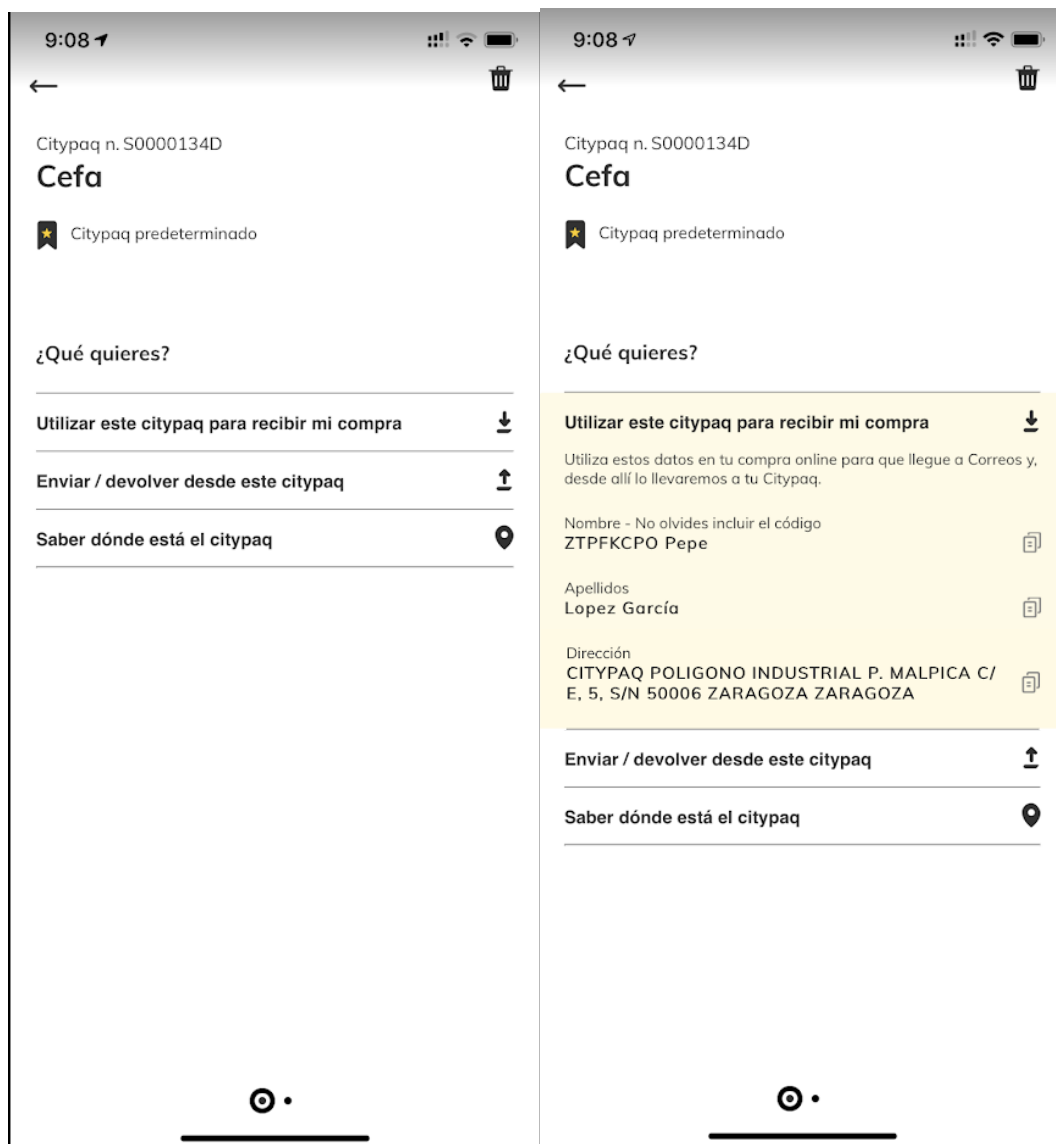 9:08
Citypaq n. S0000134D
Cefa
Citypaq predeterminado
¿Qué quieres?
Utilizar este citypaq para recibir mi compra
Enviar / devolver desde este citypaq
Saber dónde está el citypaq
9:08
Citypaq n. S0000134D
Cefa
Citypaq predeterminado
¿Qué quieres?
Utilizar este citypaq para recibir mi compra
Utiliza estos datos en tu compra online para que llegue a Correos y,
desde allí lo llevaremos a tu Citypaq.
Nombre - No olvides incluir el código
ZTPFKCPO Pepe
Apellidos
Lopez García
Dirección
CITYPAQ POLIGONO INDUSTRIAL P. MALPICA C/
E, 5, S/N 50006 ZARAGOZA ZARAGOZA
Enviar / devolver desde este citypaq
Saber dónde está el citypaq